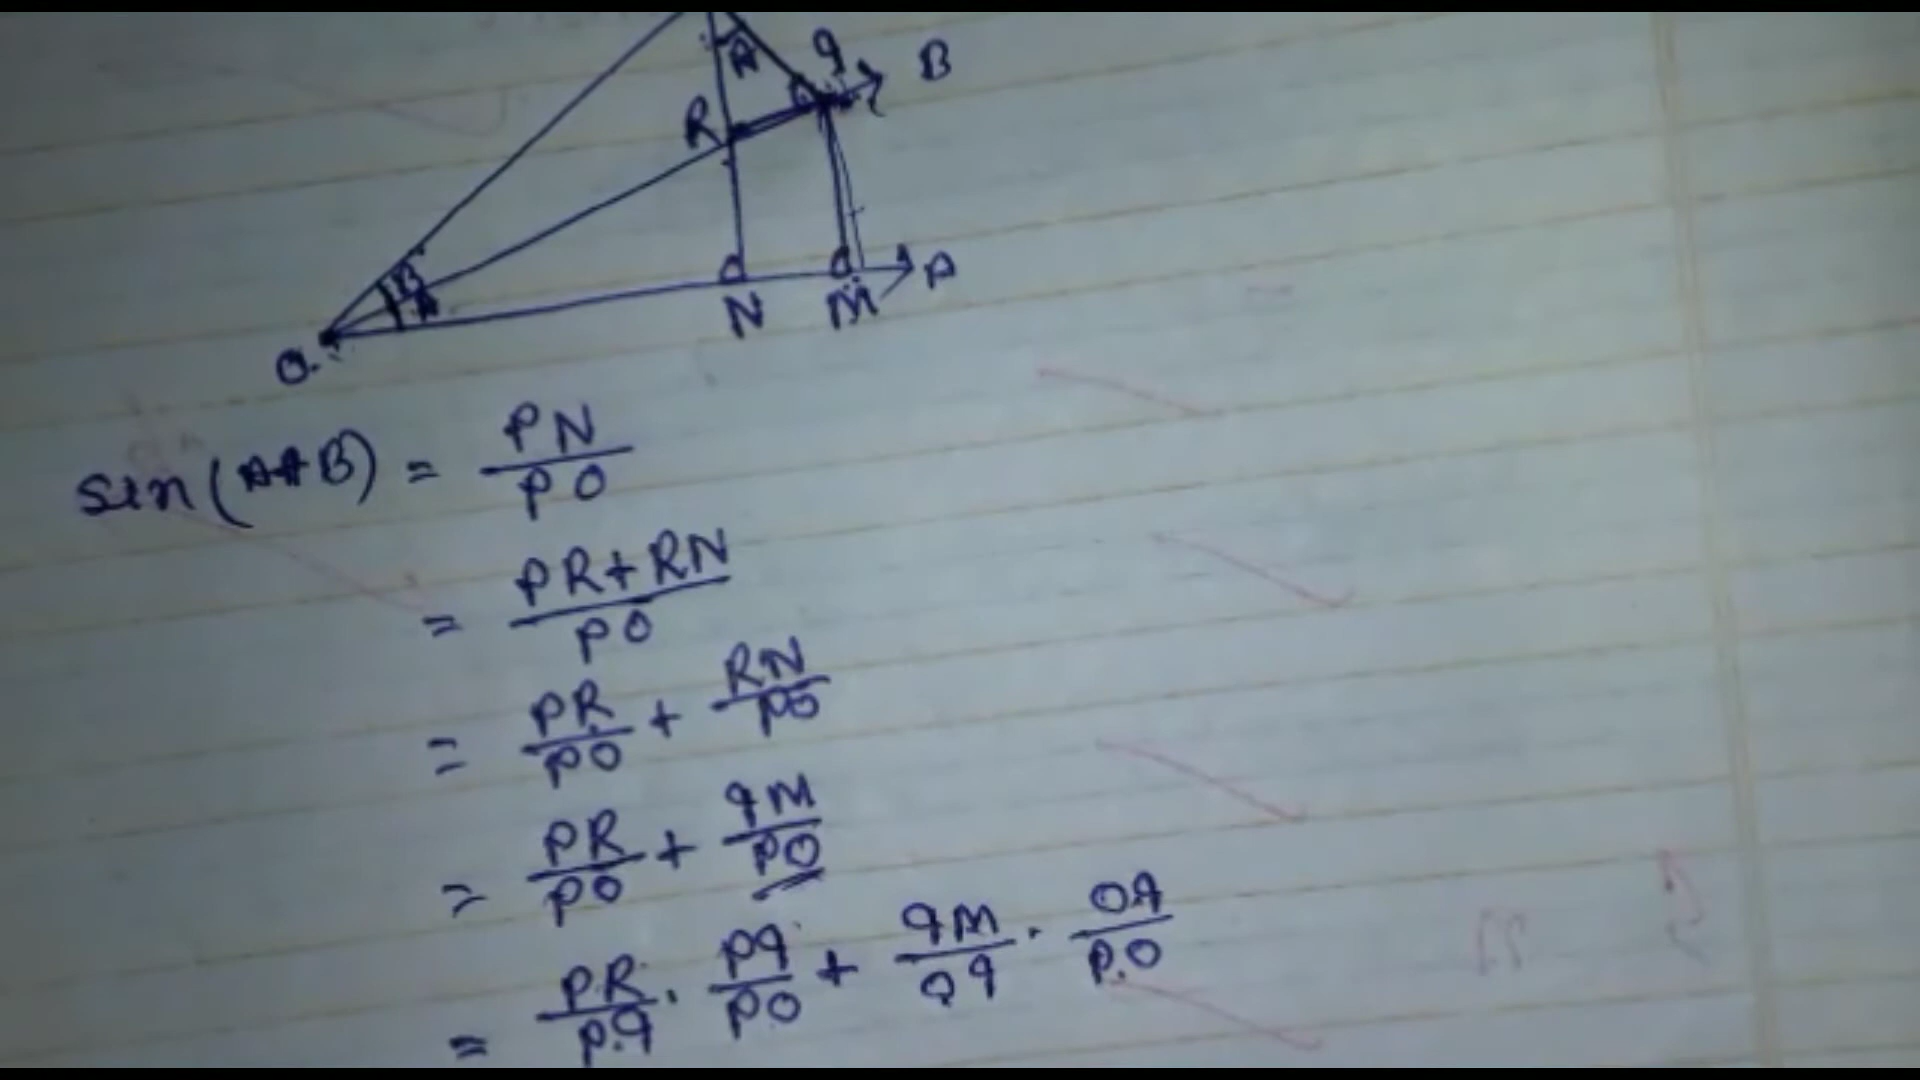 A
q
B
R
B
A
N
M
A
O.
sin(A+B) = PN/PO
= PR+RN/PO
= PR/PO + RN/PO
= PR/PO + qM/PO
= PR/Pq . Pq/PO + qM/Oq . Oq/PO